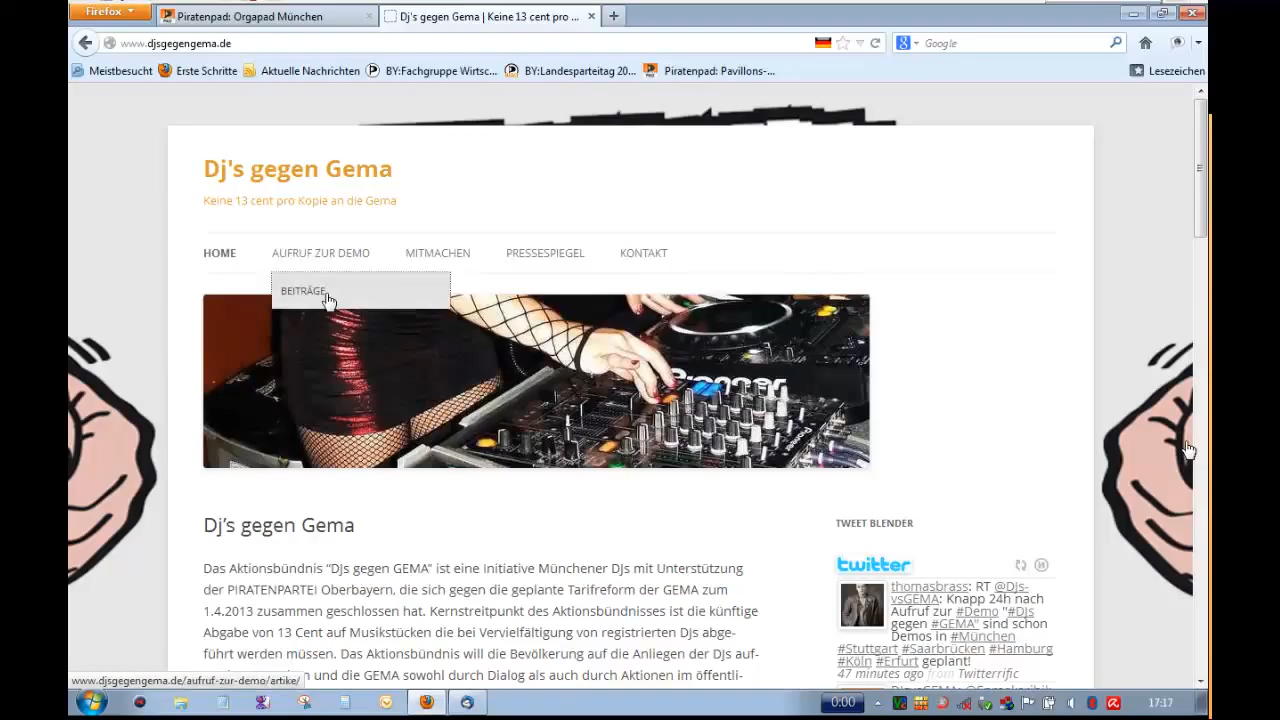 Firefox
Piratenpad: Orgapad München
Dj's gegen Gema | Keine 13 cent pro ...
www.djsgegengema.de
Google
Meistbesucht
Erste Schritte
Aktuelle Nachrichten
BY:Fachgruppe Wirtsc...
BY:Landesparteitag 20...
Piratenpad: Pavillons-...
Lesezeichen
Dj's gegen Gema
Keine 13 cent pro Kopie an die Gema
HOME AUFRUF ZUR DEMO MITMACHEN PRESSESPIEGEL KONTAKT
BEITRÄGE
Pioneer
Dj’s gegen Gema
Das Aktionsbündnis “Djs gegen GEMA” ist eine Initiative Münchener Djs mit Unterstützung
der PIRATENPARTEI Oberbayern, die sich gegen die geplante Tarifreform der GEMA zum
1.4.2013 zusammengeschlossen hat. Kernstreitpunkt des Aktionsbündnisses ist die künftige
Abgabe von 13 Cent auf Musikstücken die bei Vervielfältigung von registrierten Djs abge-
führt werden müssen. Das Aktionsbündnis will die Bevölkerung auf die Anliegen der DJs auf-
und die GEMA sowohl durch Dialog als auch durch Aktionen im öffentli-
TWEET BLENDER
twitter
thomasbrass: RT @DJs-
vsGEMA: Knapp 24h nach
Aufruf zur #Demo "#DJs
gegen #GEMA" sind schon
Demos in #München
#Stuttgart #Saarbrücken #Hamburg
#Köln #Erfurt geplant!
47 minutes ago from Twitterrific
www.djsgegengema.de/aufruf-zur-demo/artike/
0:00
17:17